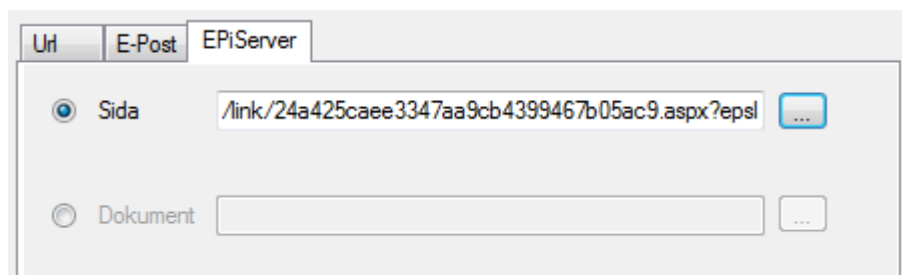 Url E-Post EPiServer
Sida /link/24a425caee3347aa9cb4399467b05ac9.aspx?epsl ...
Dokument ...